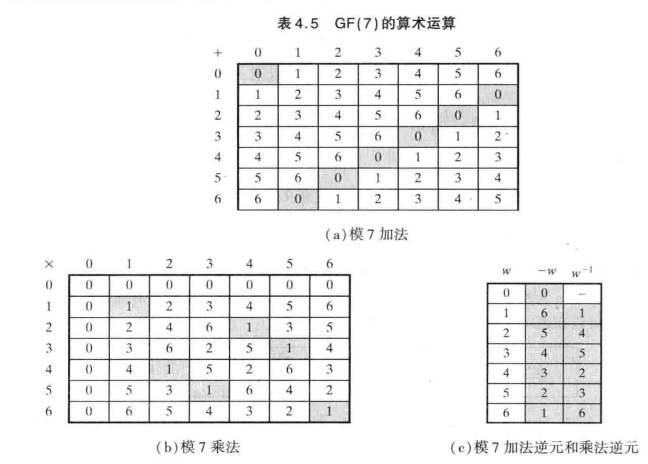 表 4.5 GF(7)的算术运算
+ 0 1 2 3 4 5 6
0 0 1 2 3 4 5 6
1 1 2 3 4 5 6 0
2 2 3 4 5 6 0 1
3 3 4 5 6 0 1 2
4 4 5 6 0 1 2 3
5 5 6 0 1 2 3 4
6 6 0 1 2 3 4 5
(a)模 7 加法
× 0 1 2 3 4 5 6
0 0 0 0 0 0 0 0
1 0 1 2 3 4 5 6
2 0 2 4 6 1 3 5
3 0 3 6 2 5 1 4
4 0 4 1 5 2 6 3
5 0 5 3 1 6 4 2
6 0 6 5 4 3 2 1
(b)模 7 乘法
w -w w⁻¹
0 0 –
1 6 1
2 5 4
3 4 5
4 3 2
5 2 3
6 1 6
(c)模 7 加法逆元和乘法逆元